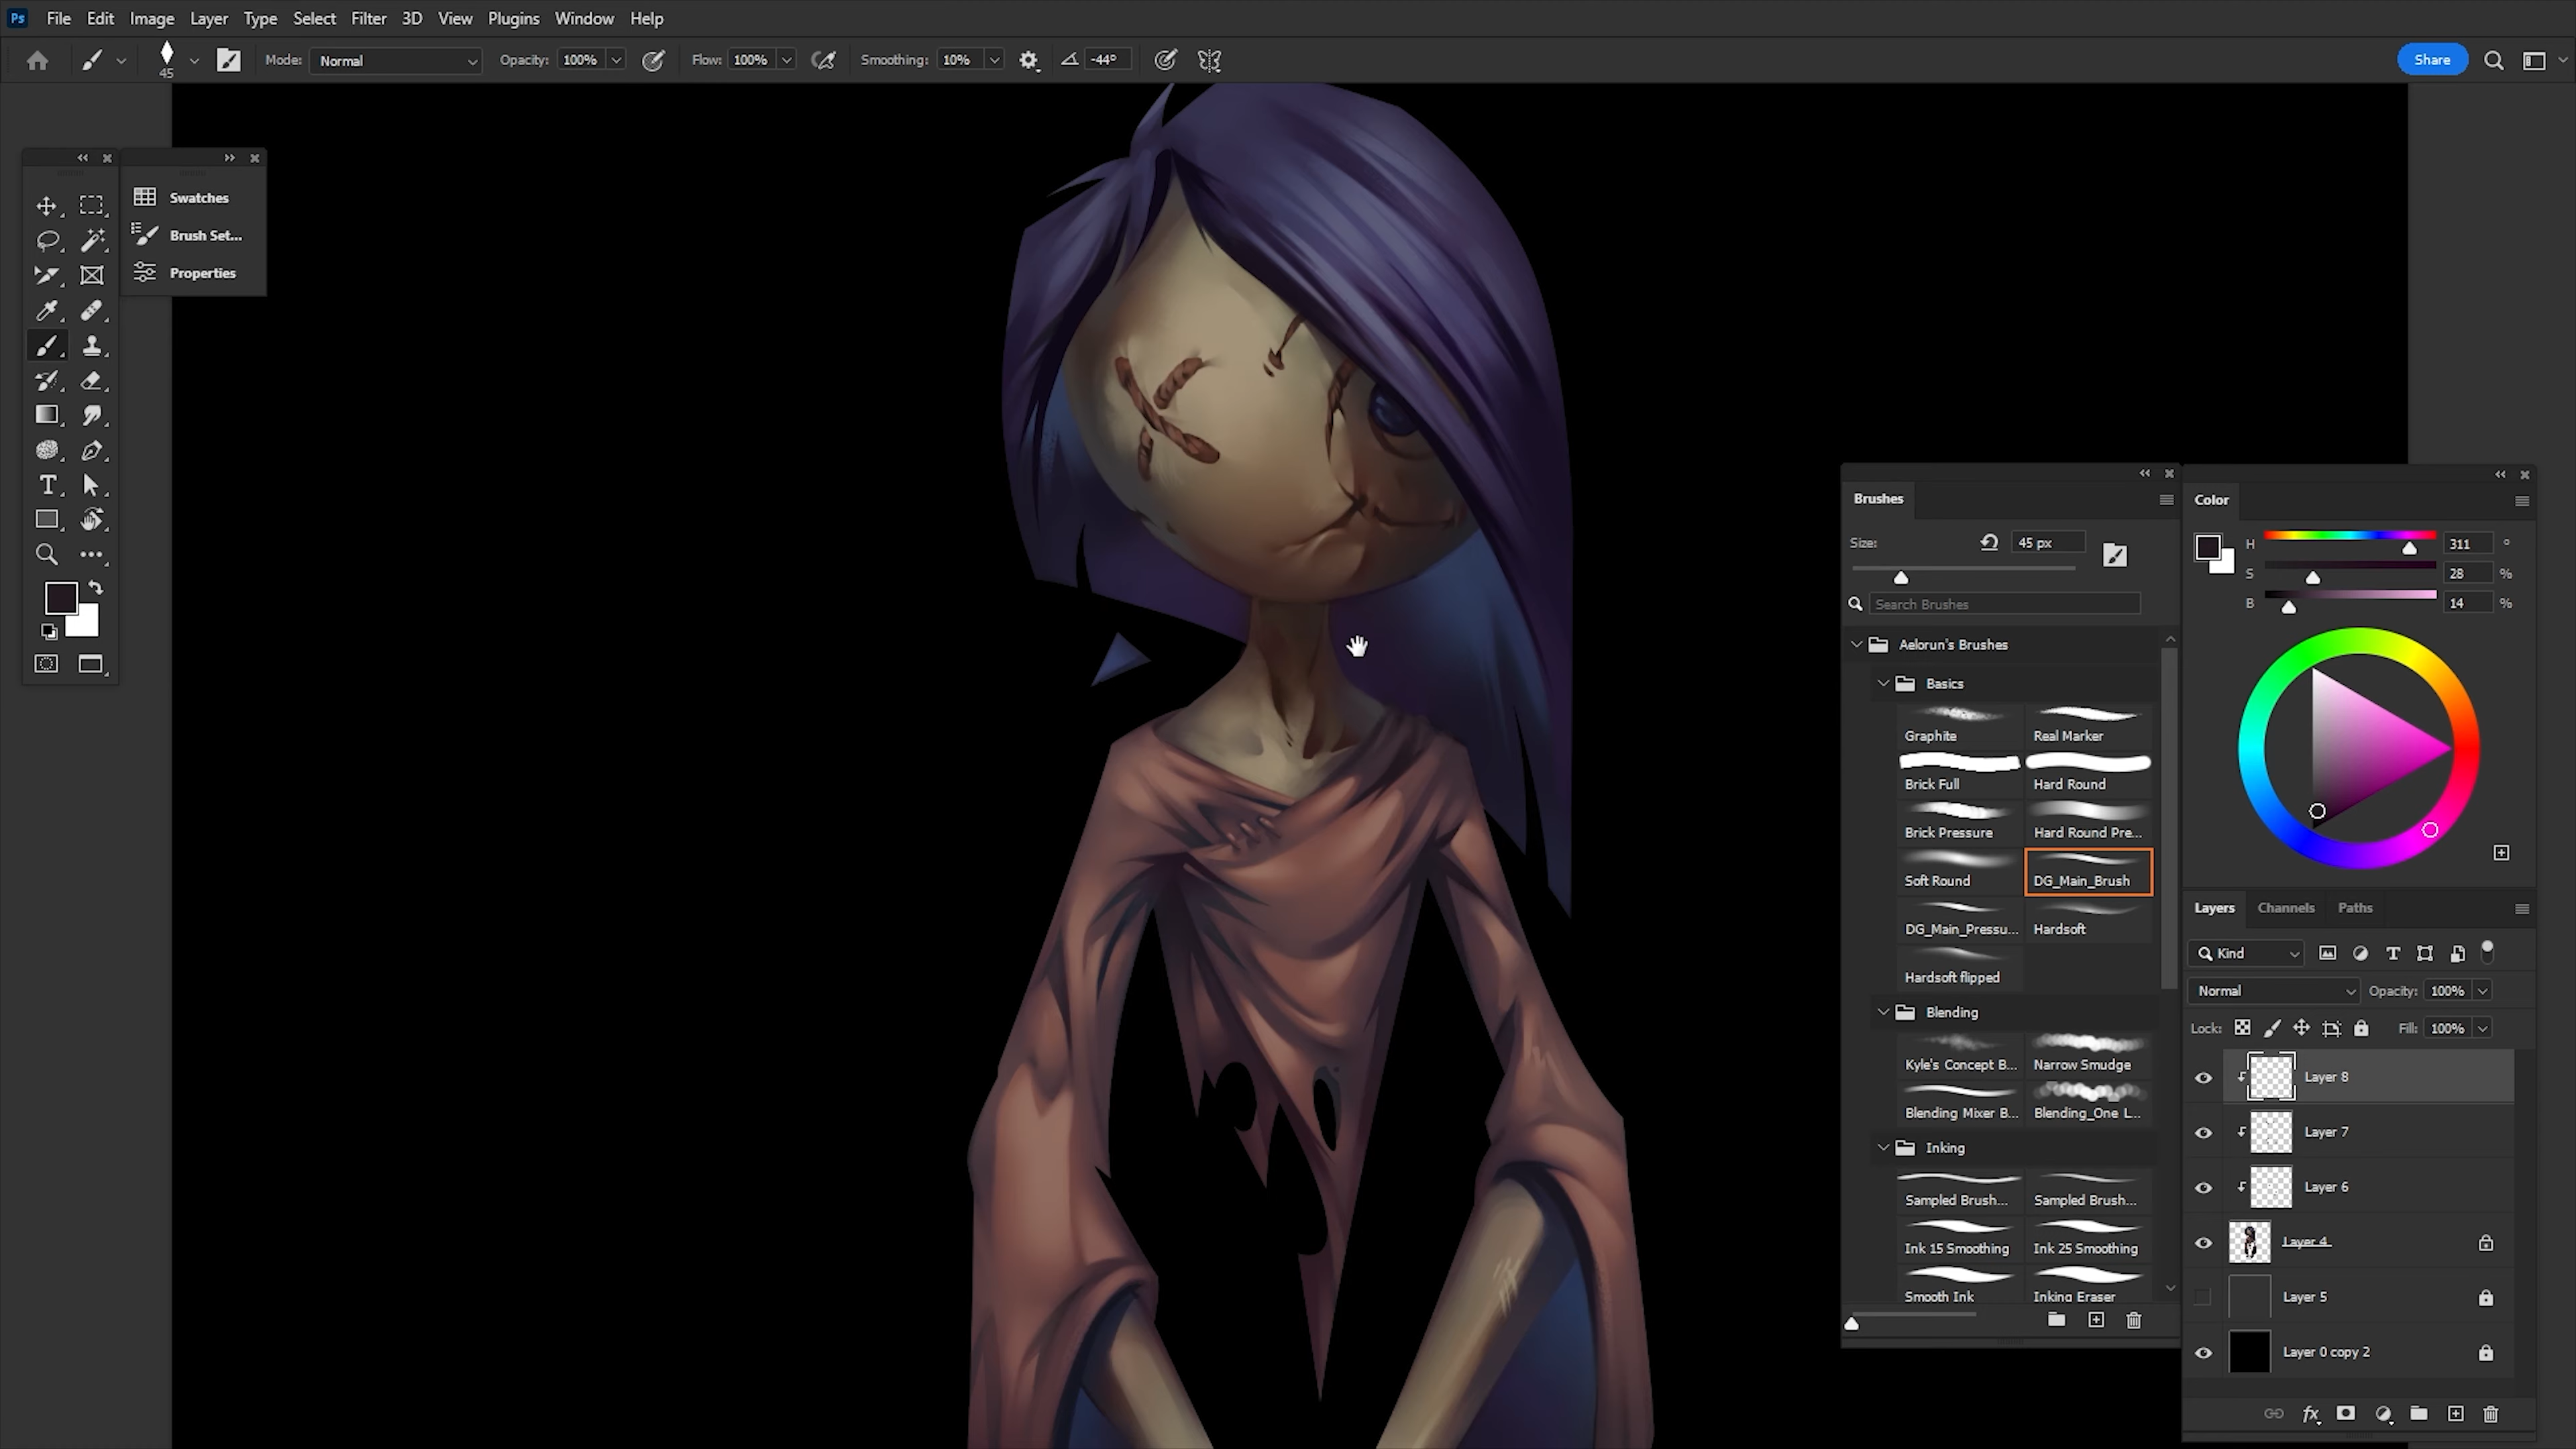 Ps File Edit Image Layer Type Select Filter 3D View Plugins Window Help
45 Mode: Normal Opacity: 100% Flow: 100% Smoothing: 10% -44° Share
Swatches
Brush Set...
Properties
Brushes
Size: 45 px
Search Brushes
Aelorun's Brushes
Basics
Graphite Real Marker
Brick Full Hard Round
Brick Pressure Hard Round Pre...
Soft Round DG_Main_Brush
DG_Main_Pressu... Hardsoft
Hardsoft flipped
Blending
Kyle's Concept B... Narrow Smudge
Blending Mixer B... Blending_One L...
Inking
Sampled Brush... Sampled Brush...
Ink 15 Smoothing Ink 25 Smoothing
Smooth Ink Inking Eraser
Color
H 311 °
S 28 %
B 14 %
Layers Channels Paths
Kind
Normal Opacity: 100%
Lock: Fill: 100%
Layer 8
Layer 7
Layer 6
Layer 4
Layer 5
Layer 0 copy 2